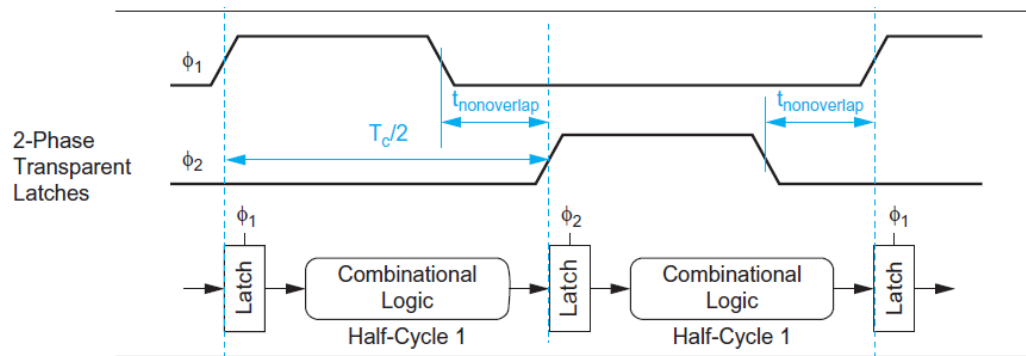 ϕ1
tnonoverlap
tnonoverlap
Tc/2
2-Phase
Transparent
Latches
ϕ2
ϕ1
ϕ2
ϕ1
Latch
Combinational
Logic
Latch
Combinational
Logic
Latch
Half-Cycle 1
Half-Cycle 1